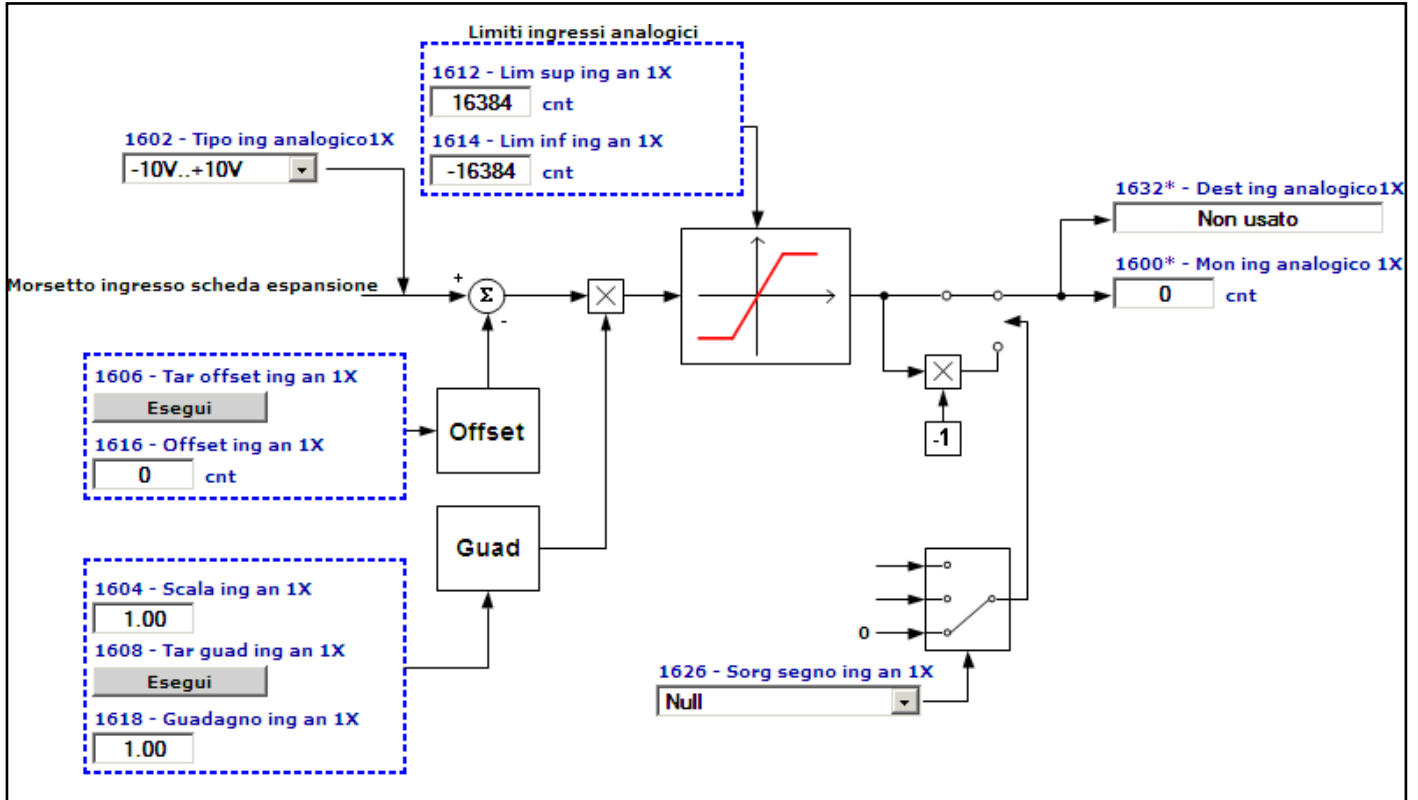 Limiti ingressi analogici
1612 - Lim sup ing an 1X
16384 cnt
1614 - Lim inf ing an 1X
-16384 cnt
1602 - Tipo ing analogico1X
-10V..+10V
1632* - Dest ing analogico1X
Non usato
1600* - Mon ing analogico 1X
0 cnt
Morsetto ingresso scheda espansione
+
Σ
-
1606 - Tar offset ing an 1X
Esegui
1616 - Offset ing an 1X
0 cnt
Offset
-1
Guad
1604 - Scala ing an 1X
1.00
1608 - Tar guad ing an 1X
Esegui
1618 - Guadagno ing an 1X
1.00
0
1626 - Sorg segno ing an 1X
Null